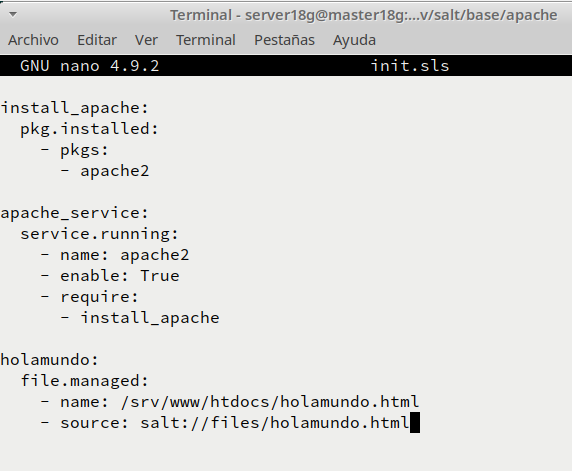 Terminal - server18g@master18g:...v/salt/base/apache
Archivo Editar Ver Terminal Pestañas Ayuda
GNU nano 4.9.2 init.sls
install_apache:
  pkg.installed:
    - pkgs:
      - apache2
apache_service:
  service.running:
    - name: apache2
    - enable: True
    - require:
      - install_apache
holamundo:
  file.managed:
    - name: /srv/www/htdocs/holamundo.html
    - source: salt://files/holamundo.html